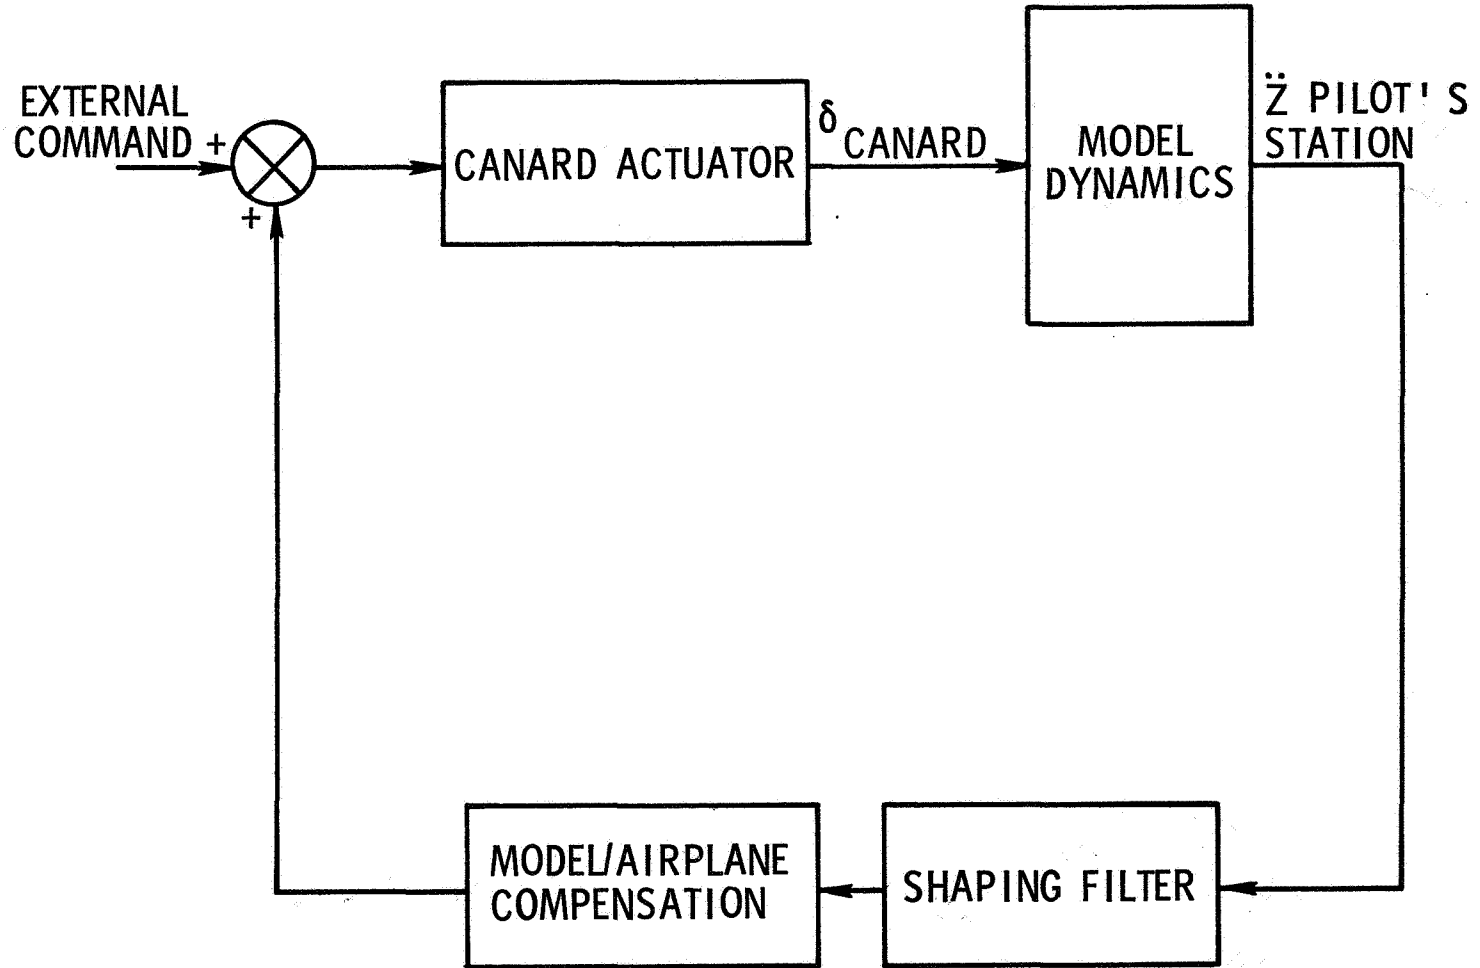 EXTERNAL
COMMAND
+
+
CANARD ACTUATOR
δ CANARD
MODEL
DYNAMICS
Z̈ PILOT'S
STATION
MODEL/AIRPLANE
COMPENSATION
SHAPING FILTER